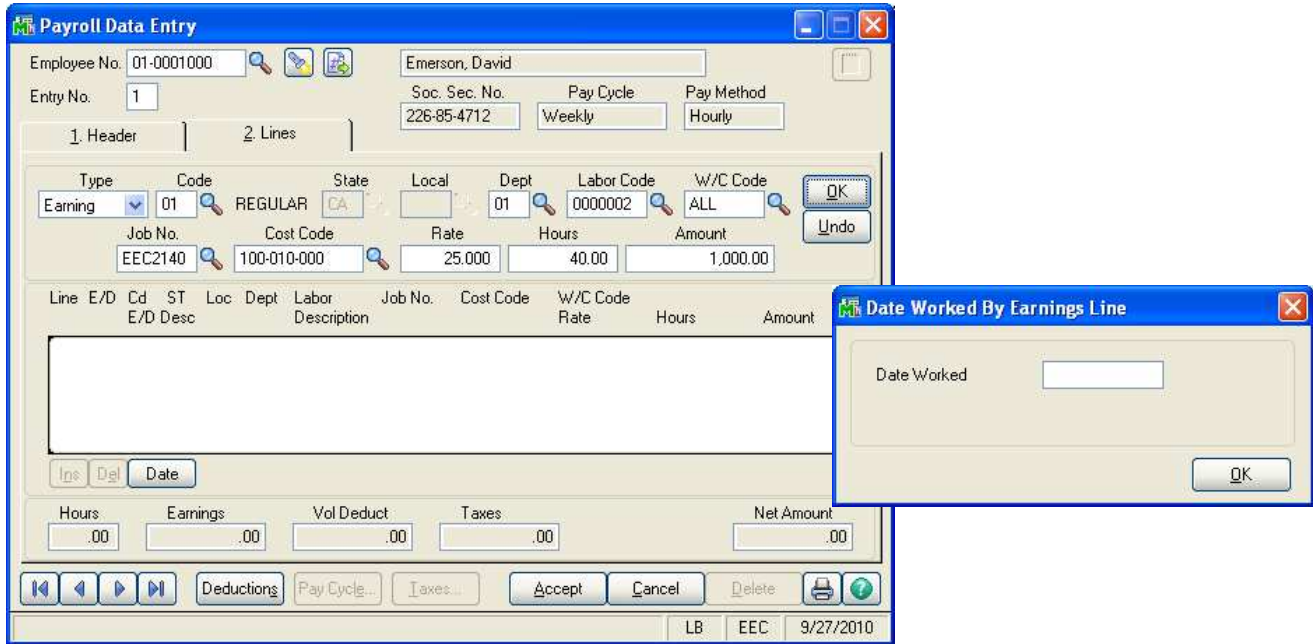 Payroll Data Entry
Employee No. 01-0001000 Emerson, David
Soc. Sec. No. Pay Cycle Pay Method
Entry No. 1 226-85-4712 Weekly Hourly
1. Header 2. Lines
Type Code State Local Dept Labor Code W/C Code
Earning 01 REGULAR CA 01 0000002 ALL OK
Job No. Cost Code Rate Hours Amount Undo
EEC2140 100-010-000 25.000 40.00 1,000.00
Line E/D Cd ST Loc Dept Labor Job No. Cost Code W/C Code
E/D Desc Description Rate Hours Amount
Ins Del Date
Hours Earnings Vol Deduct Taxes Net Amount
.00 .00 .00 .00 .00
Deductions Pay Cycle... Taxes... Accept Cancel Delete
LB EEC 9/27/2010
Date Worked By Earnings Line
Date Worked
OK